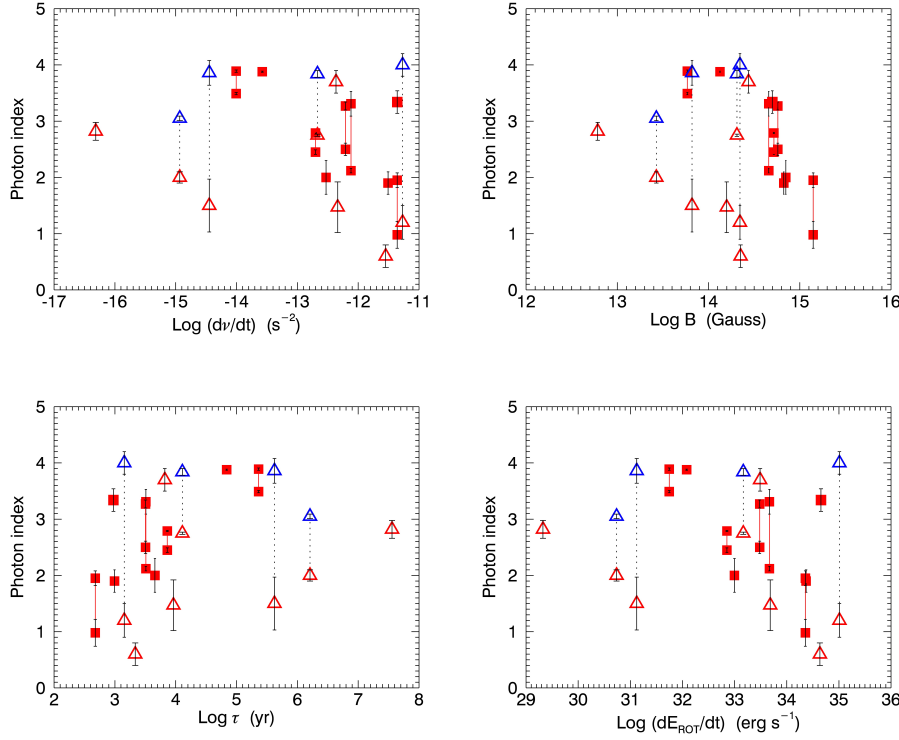 5
4
3
2
1
0
Photon index
-17 -16 -15 -14 -13 -12 -11
Log (dν/dt) (s⁻²)
5
4
3
2
1
0
Photon index
12 13 14 15 16
Log B (Gauss)
5
4
3
2
1
0
Photon index
2 3 4 5 6 7 8
Log τ (yr)
5
4
3
2
1
0
Photon index
29 30 31 32 33 34 35 36
Log (dE_ROT/dt) (erg s⁻¹)